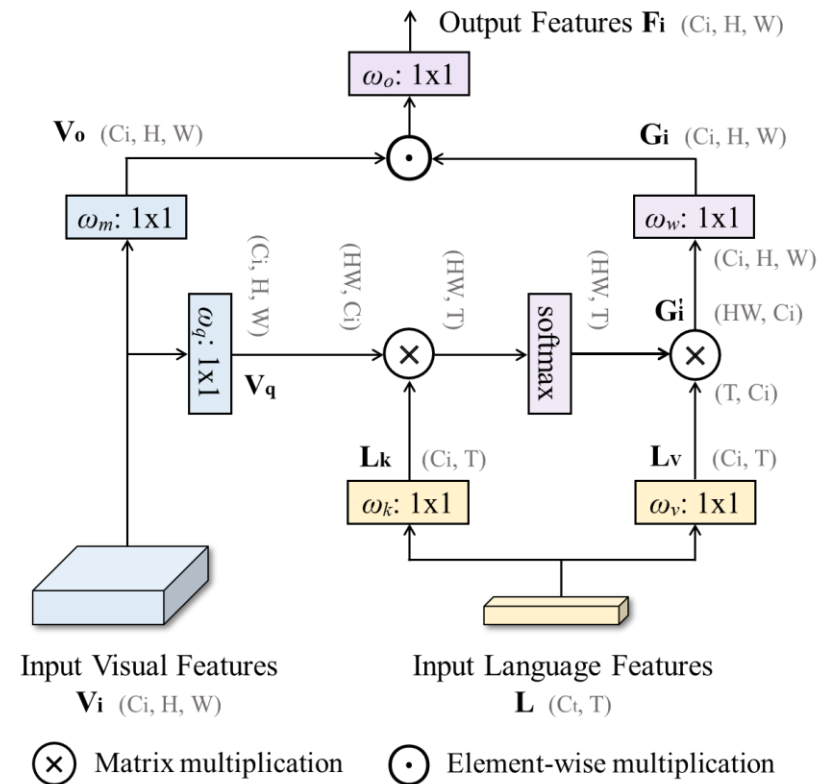 Output Features Fi (Ci, H, W)
ωo: 1x1
Vo (Ci, H, W)
Gi (Ci, H, W)
ωm: 1x1
ωw: 1x1
(Ci, H, W)
(HW, Ci)
(HW, T)
(HW, T)
(Ci, H, W)
G'i (HW, Ci)
ωq: 1x1
softmax
Vq
(T, Ci)
Lk (Ci, T)
Lv (Ci, T)
ωk: 1x1
ωv: 1x1
Input Visual Features
Vi (Ci, H, W)
Input Language Features
L (Ct, T)
Matrix multiplication
Element-wise multiplication